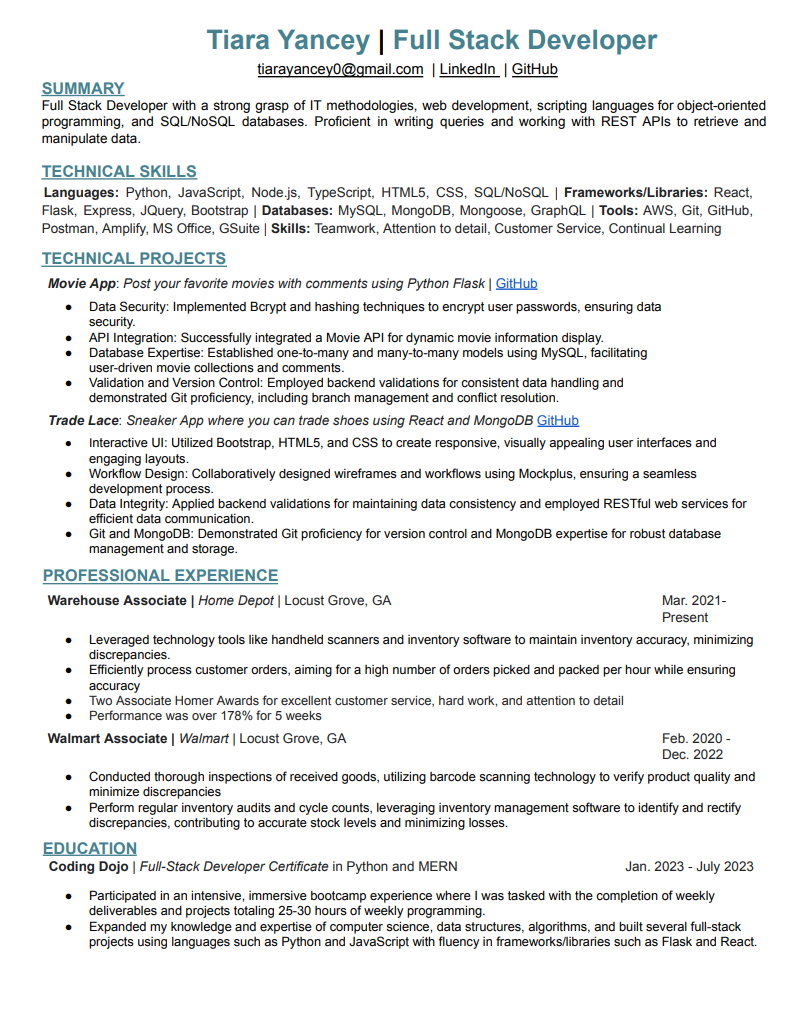 Tiara Yancey | Full Stack Developer
tiarayancey0@gmail.com | LinkedIn | GitHub
SUMMARY
Full Stack Developer with a strong grasp of IT methodologies, web development, scripting languages for object-oriented
programming, and SQL/NoSQL databases. Proficient in writing queries and working with REST APIs to retrieve and
manipulate data.
TECHNICAL SKILLS
Languages: Python, JavaScript, Node.js, TypeScript, HTML5, CSS, SQL/NoSQL | Frameworks/Libraries: React,
Flask, Express, JQuery, Bootstrap | Databases: MySQL, MongoDB, Mongoose, GraphQL | Tools: AWS, Git, GitHub,
Postman, Amplify, MS Office, GSuite | Skills: Teamwork, Attention to detail, Customer Service, Continual Learning
TECHNICAL PROJECTS
Movie App: Post your favorite movies with comments using Python Flask | GitHub
● Data Security: Implemented Bcrypt and hashing techniques to encrypt user passwords, ensuring data
security.
● API Integration: Successfully integrated a Movie API for dynamic movie information display.
● Database Expertise: Established one-to-many and many-to-many models using MySQL, facilitating
user-driven movie collections and comments.
● Validation and Version Control: Employed backend validations for consistent data handling and
demonstrated Git proficiency, including branch management and conflict resolution.
Trade Lace: Sneaker App where you can trade shoes using React and MongoDB GitHub
● Interactive UI: Utilized Bootstrap, HTML5, and CSS to create responsive, visually appealing user interfaces and
engaging layouts.
● Workflow Design: Collaboratively designed wireframes and workflows using Mockplus, ensuring a seamless
development process.
● Data Integrity: Applied backend validations for maintaining data consistency and employed RESTful web services for
efficient data communication.
● Git and MongoDB: Demonstrated Git proficiency for version control and MongoDB expertise for robust database
management and storage.
PROFESSIONAL EXPERIENCE
Warehouse Associate | Home Depot | Locust Grove, GA Mar. 2021-
Present
● Leveraged technology tools like handheld scanners and inventory software to maintain inventory accuracy, minimizing
discrepancies.
● Efficiently process customer orders, aiming for a high number of orders picked and packed per hour while ensuring
accuracy
● Two Associate Homer Awards for excellent customer service, hard work, and attention to detail
● Performance was over 178% for 5 weeks
Walmart Associate | Walmart | Locust Grove, GA Feb. 2020 -
Dec. 2022
● Conducted thorough inspections of received goods, utilizing barcode scanning technology to verify product quality and
minimize discrepancies
● Perform regular inventory audits and cycle counts, leveraging inventory management software to identify and rectify
discrepancies, contributing to accurate stock levels and minimizing losses.
EDUCATION
Coding Dojo | Full-Stack Developer Certificate in Python and MERN Jan. 2023 - July 2023
● Participated in an intensive, immersive bootcamp experience where I was tasked with the completion of weekly
deliverables and projects totaling 25-30 hours of weekly programming.
● Expanded my knowledge and expertise of computer science, data structures, algorithms, and built several full-stack
projects using languages such as Python and JavaScript with fluency in frameworks/libraries such as Flask and React.